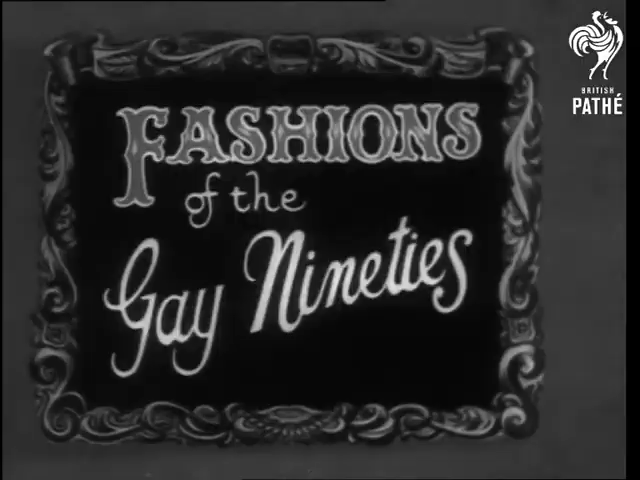 FASHIONS
of the
Gay Nineties
BRITISH
PATHÉ